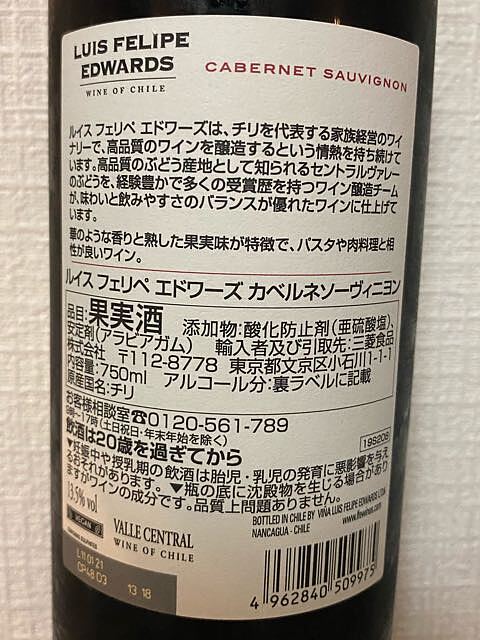 LUIS FELIPE
EDWARDS
WINE OF CHILE
CABERNET SAUVIGNON
ルイス フェリペ エドワーズは、チリを代表する家族経営のワイ
ナリーで、高品質のワインを醸造するという情熱を持ち続けて
います。高品質のぶどう産地として知られるセントラルヴァレー
のぶどうを、経験豊かで多くの受賞歴を持つワイン醸造チーム
が、味わいと飲みやすさのバランスが優れたワインに仕上げて
います。
華のような香りと熟した果実味が特徴で、パスタや肉料理と相
性が良いワイン。
ルイス フェリペ エドワーズ カベルネソーヴィニヨン
品目:果実酒 添加物:酸化防止剤(亜硫酸塩)、
安定剤(アラビアガム) 輸入者及び引取先:三菱食品
株式会社 〒112-8778 東京都文京区小石川1-1-1
内容量:750ml アルコール分:裏ラベルに記載
原産国名:チリ
お客様相談室☎0120-561-789
9時~17時(土日祝日・年末年始を除く)
19S208
飲酒は20歳を過ぎてから
▼妊娠中や授乳期の飲酒は胎児・乳児の発育に悪影響を与え
るおそれがあります。▼瓶の底に沈殿物を生じる場合があり
ますがワインの成分です。品質上問題ありません。
13.5% vol
VEGAN
VALLE CENTRAL
WINE OF CHILE
BOTTLED IN CHILE BY VIÑA LUIS FELIPE EDWARDS LTDA.
NANCAGUA - CHILE
www.lfewines.com
L11 01 21
CP48 D3 13 18
4 962840 509975